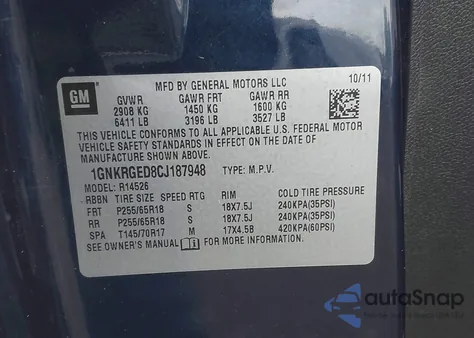 GM
MFD BY GENERAL MOTORS LLC 10/11
GVWR GAWR FRT GAWR RR
2908 KG 1450 KG 1600 KG
6411 LB 3196 LB 3527 LB
THIS VEHICLE CONFORMS TO ALL APPLICABLE U.S. FEDERAL MOTOR
VEHICLE SAFETY STANDARDS IN EFFECT ON THE DATE OF
MANUFACTURE SHOWN ABOVE.
1GNKRGED8CJ187948 TYPE: M.P.V.
MODEL: R14526
RBBN TIRE SIZE SPEED RTG RIM COLD TIRE PRESSURE
FRT P255/65R18 S 18X7.5J 240KPA(35PSI)
RR P255/65R18 S 18X7.5J 240KPA(35PSI)
SPA T145/70R17 M 17X4.5B 420KPA(60PSI)
SEE OWNER'S MANUAL FOR MORE INFORMATION.
autoSnap